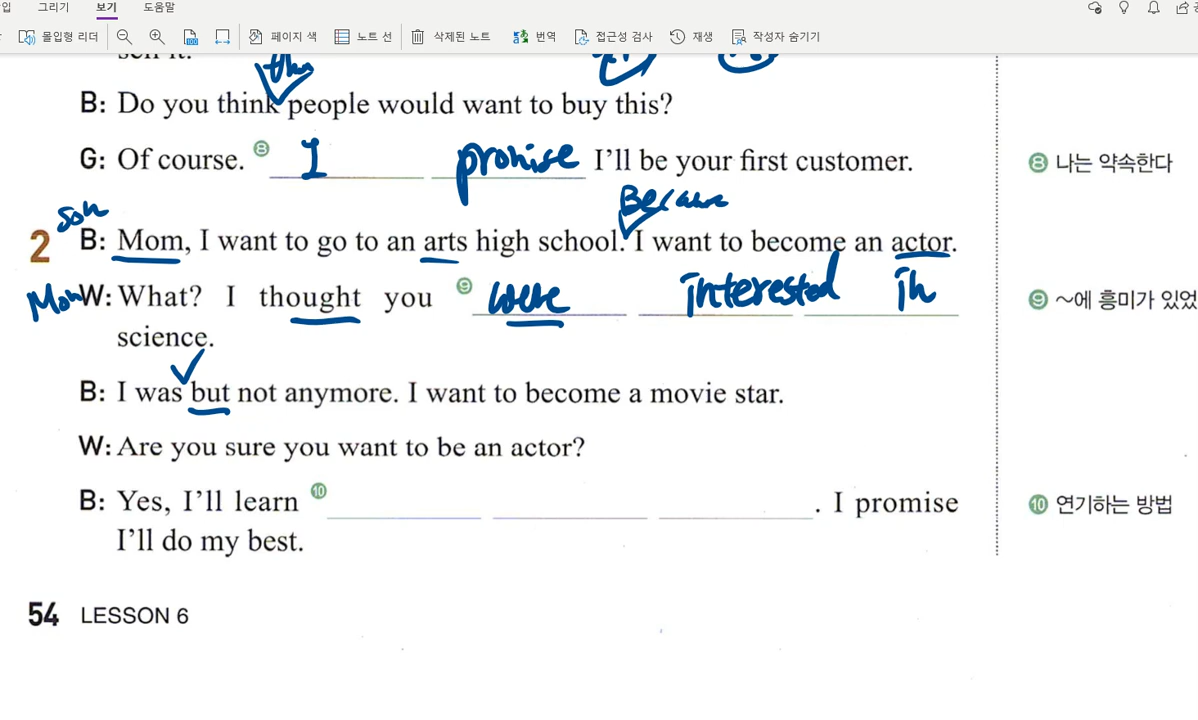 그리기 보기 도움말
몰입형 리더 페이지 색 노트 선 삭제된 노트 번역 접근성 검사 재생 작성자 숨기기
that
B: Do you think people would want to buy this?
G: Of course. ⑧ I promise I'll be your first customer. ⑧ 나는 약속한다
son Because
2 B: Mom, I want to go to an arts high school. I want to become an actor.
Mom W: What? I thought you ⑨ were interested in ⑨ ~에 흥미가 있었
science.
B: I was but not anymore. I want to become a movie star.
W: Are you sure you want to be an actor?
B: Yes, I'll learn ⑩ . I promise ⑩ 연기하는 방법
I'll do my best.
54 LESSON 6